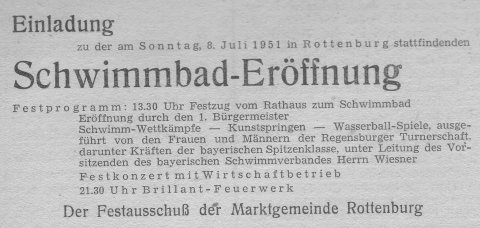 Einladung
zu der am Sonntag, 8. Juli 1951 in Rottenburg stattfindenden
Schwimmbad-Eröffnung
Festprogramm: 13.30 Uhr Festzug vom Rathaus zum Schwimmbad
Eröffnung durch den 1. Bürgermeister
Schwimm-Wettkämpfe — Kunstspringen — Wasserball-Spiele, ausge-
führt von den Frauen und Männern der Regensburger Turnerschaft,
darunter Kräften der bayerischen Spitzenklasse, unter Leitung des Vor-
sitzenden des bayerischen Schwimmverbandes Herrn Wiesner
Festkonzert mit Wirtschaftbetrieb
21.30 Uhr Brillant-Feuerwerk
Der Festausschuß der Marktgemeinde Rottenburg